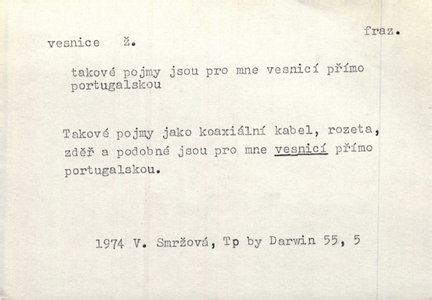 fraz.
vesnice ž.
takové pojmy jsou pro mne vesnicí přímo
portugalskou
Takové pojmy jako koaxiální kabel, rozeta,
zděř a podobné jsou pro mne vesnicí přímo
portugalskou.
1974 V. Smržová, Tp by Darwin 55, 5